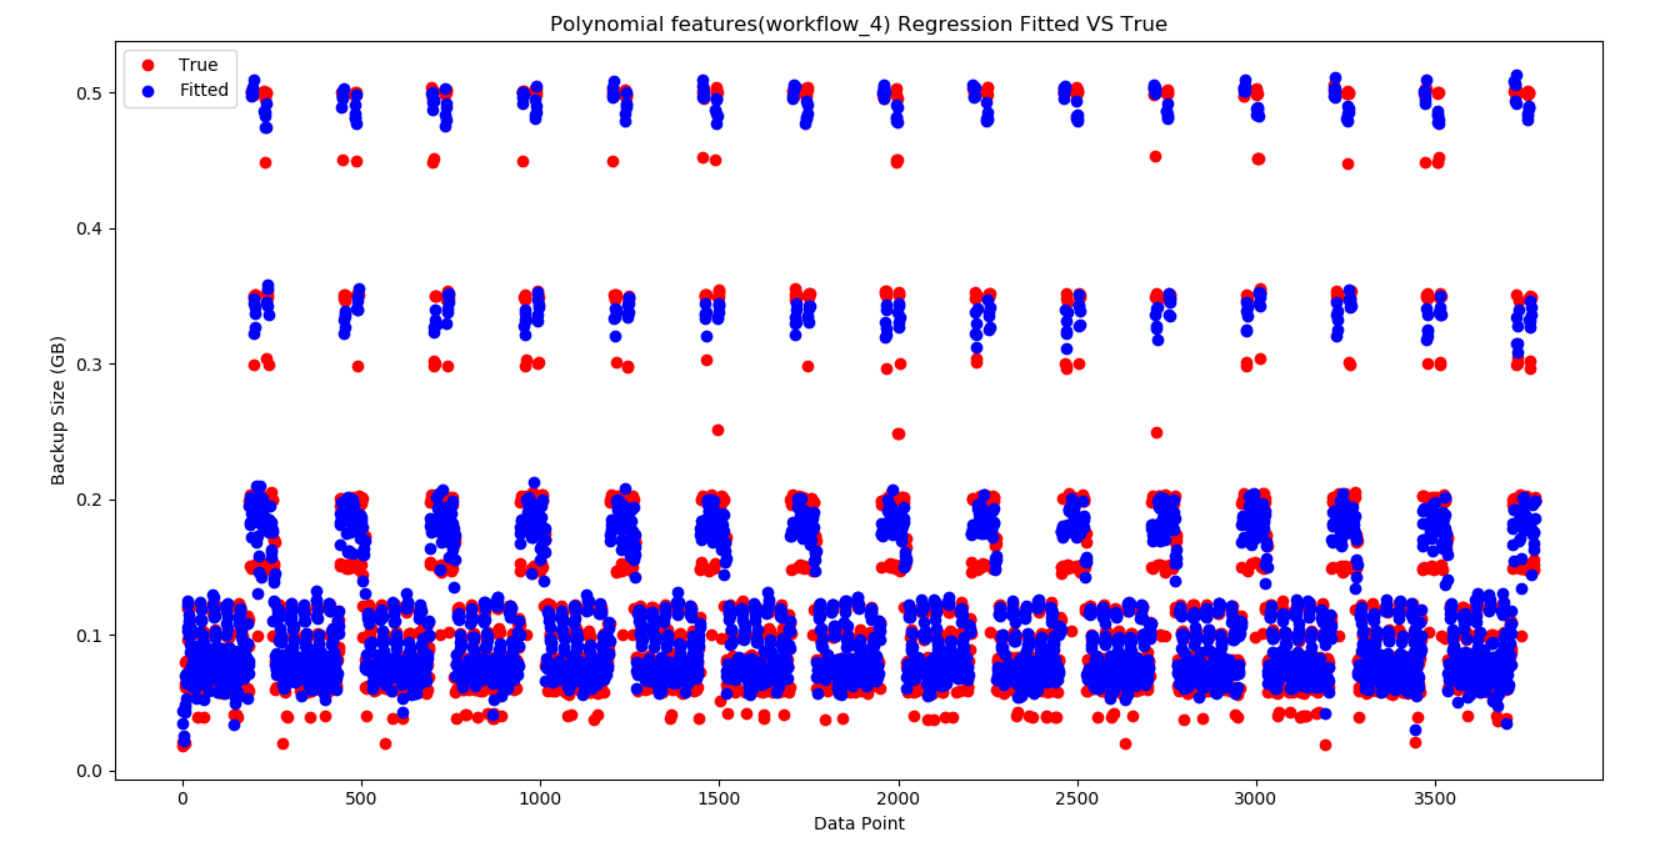 Polynomial features(workflow_4) Regression Fitted VS True
True
Fitted
0.5
0.4
0.3
0.2
0.1
0.0
Backup Size (GB)
0 500 1000 1500 2000 2500 3000 3500
Data Point